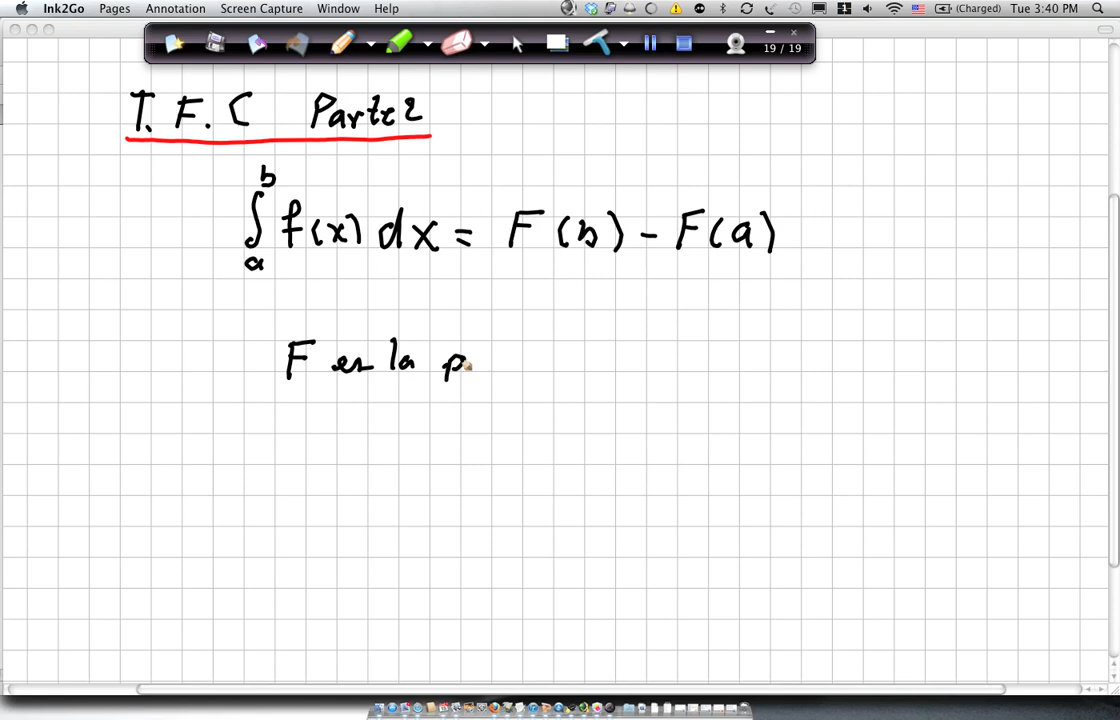 Ink2Go Pages Annotation Screen Capture Window Help (Charged) Tue 3:40 PM
19 / 19
T. F. C Parte 2
b
∫ f(x) dx = F(b) - F(a)
a
F es la p